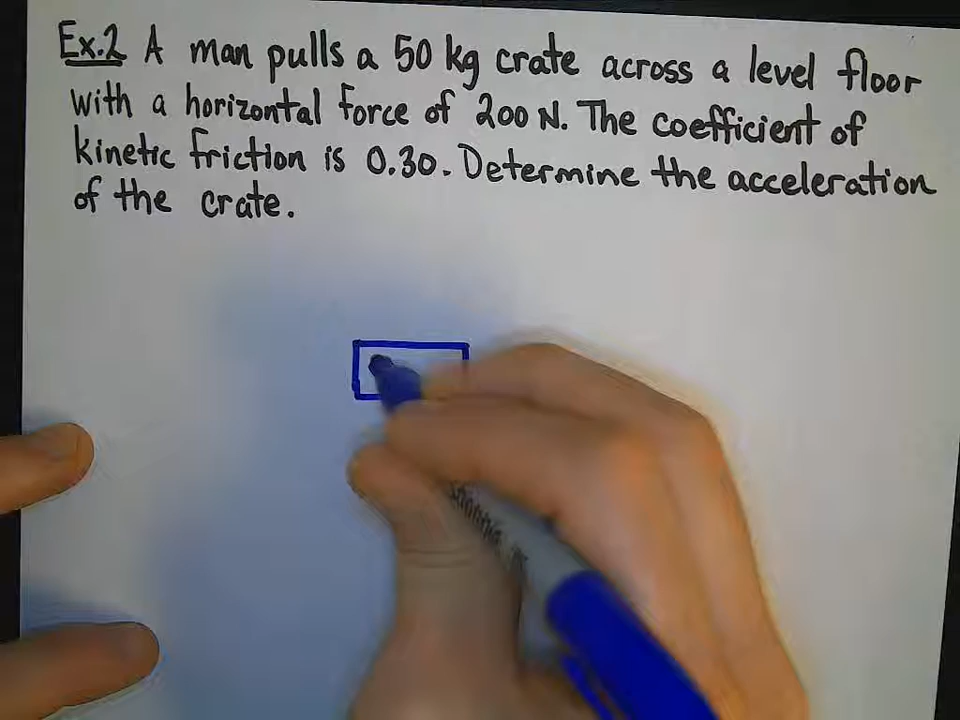 Ex.2 A man pulls a 50 kg crate across a level floor
with a horizontal force of 200 N. The coefficient of
kinetic friction is 0.30. Determine the acceleration
of the crate.